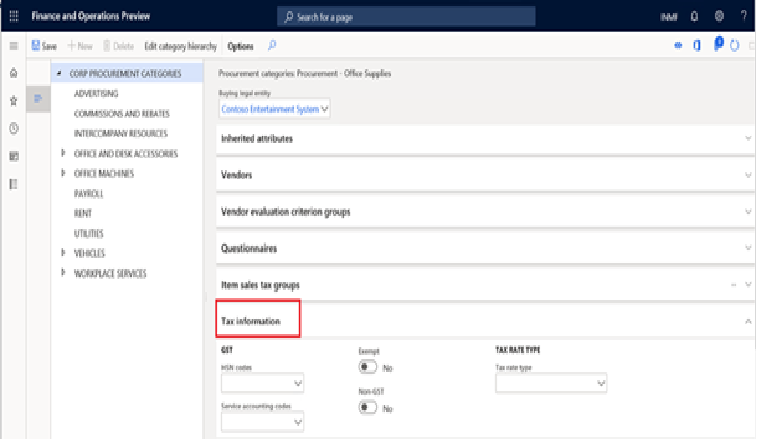 Finance and Operations Preview
Search for a page
INMF
?
Save
New
Delete
Edit category hierarchy
Options
CORP PROCUREMENT CATEGORIES
ADVERTISING
COMMISSIONS AND REBATES
INTERCOMPANY RESOURCES
OFFICE AND DESK ACCESSORIES
OFFICE MACHINES
PAYROLL
RENT
UTILITIES
VEHICLES
WORKPLACE SERVICES
Procurement categories: Procurement - Office Supplies
Buying legal entity
Contoso Entertainment System
Inherited attributes
Vendors
Vendor evaluation criterion groups
Questionnaires
Item sales tax groups
Tax information
GST
HSN codes
Service accounting codes
Exempt
No
Non-GST
No
TAX RATE TYPE
Tax rate type